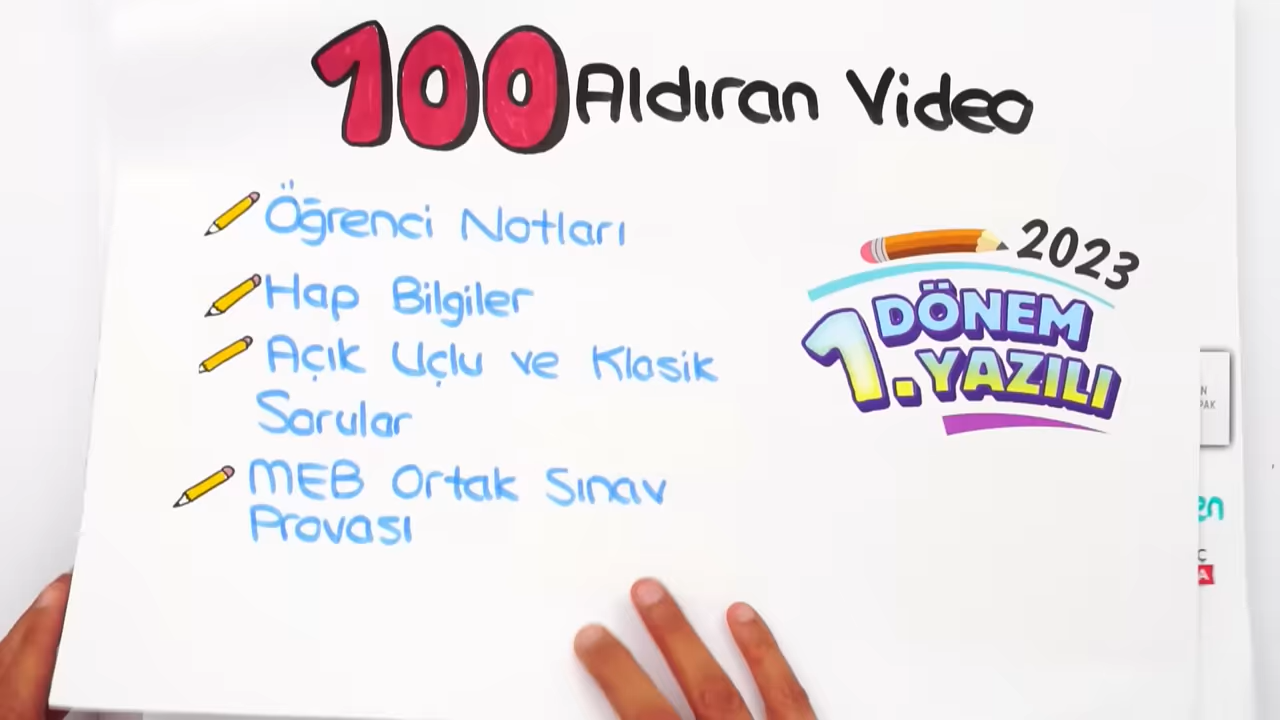 100 Aldıran Video
Öğrenci Notları
Hap Bilgiler
Açık Uçlu ve Klasik
Sorular
MEB Ortak Sınav
Provası
2023
1. DÖNEM
1. YAZILI